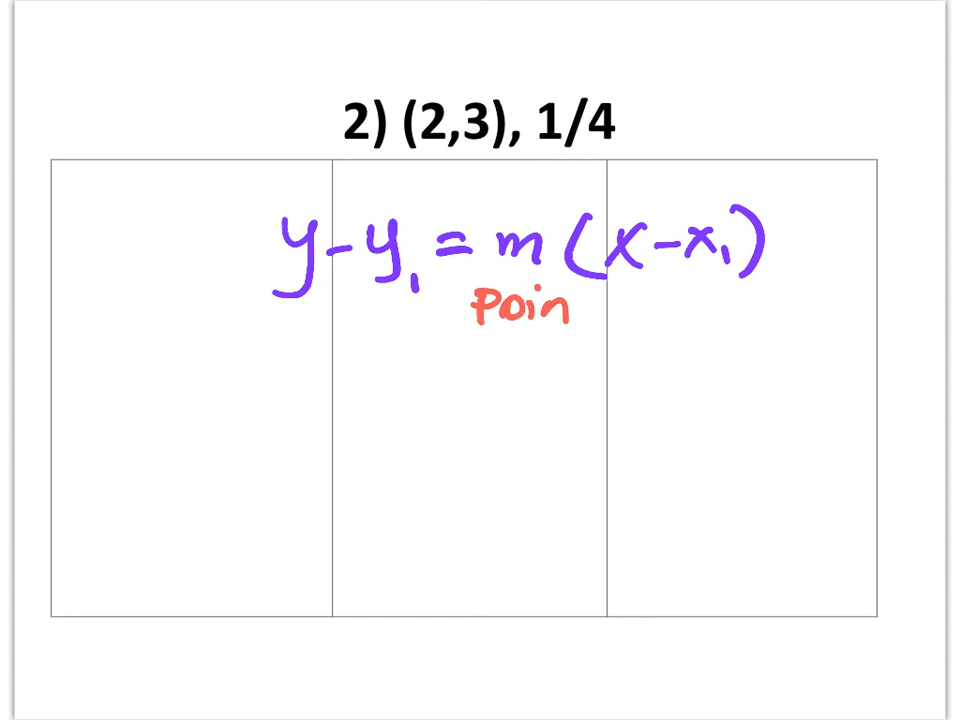 2) (2,3), 1/4
y-y₁ = m (x-x₁)
Poin